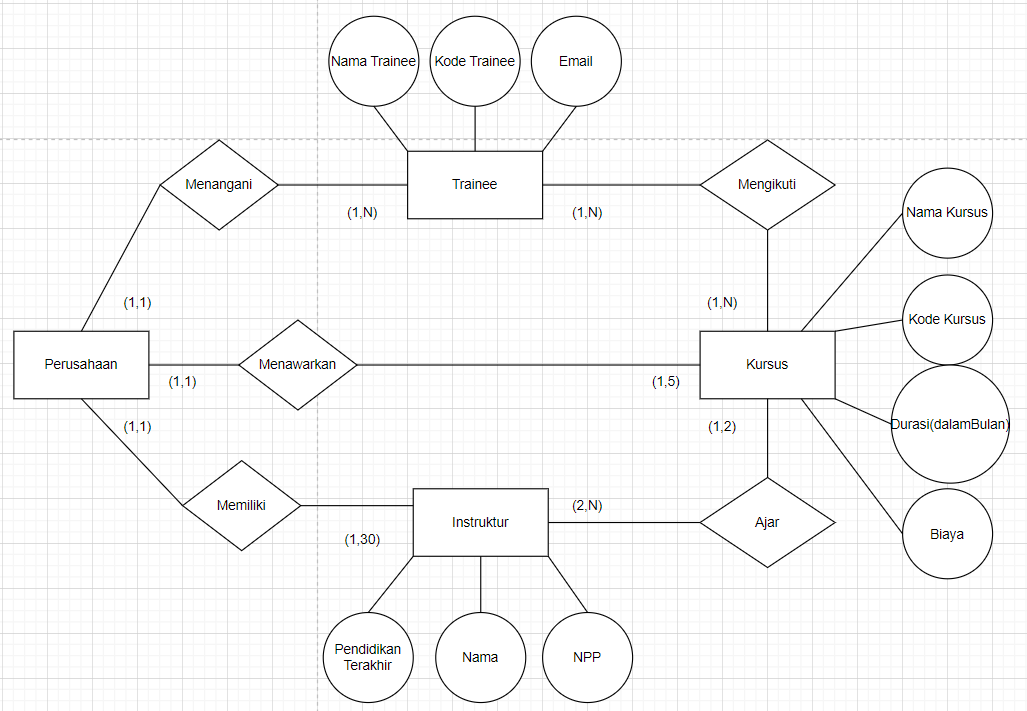 Nama Trainee
Kode Trainee
Email
Menangani
Trainee
Mengikuti
(1,N)
(1,N)
Nama Kursus
(1,1)
(1,N)
Kode Kursus
Perusahaan
Menawarkan
Kursus
(1,1)
(1,5)
(1,1)
(1,2)
Durasi(dalamBulan)
Memiliki
(2,N)
Instruktur
Ajar
(1,30)
Biaya
Pendidikan
Terakhir
Nama
NPP